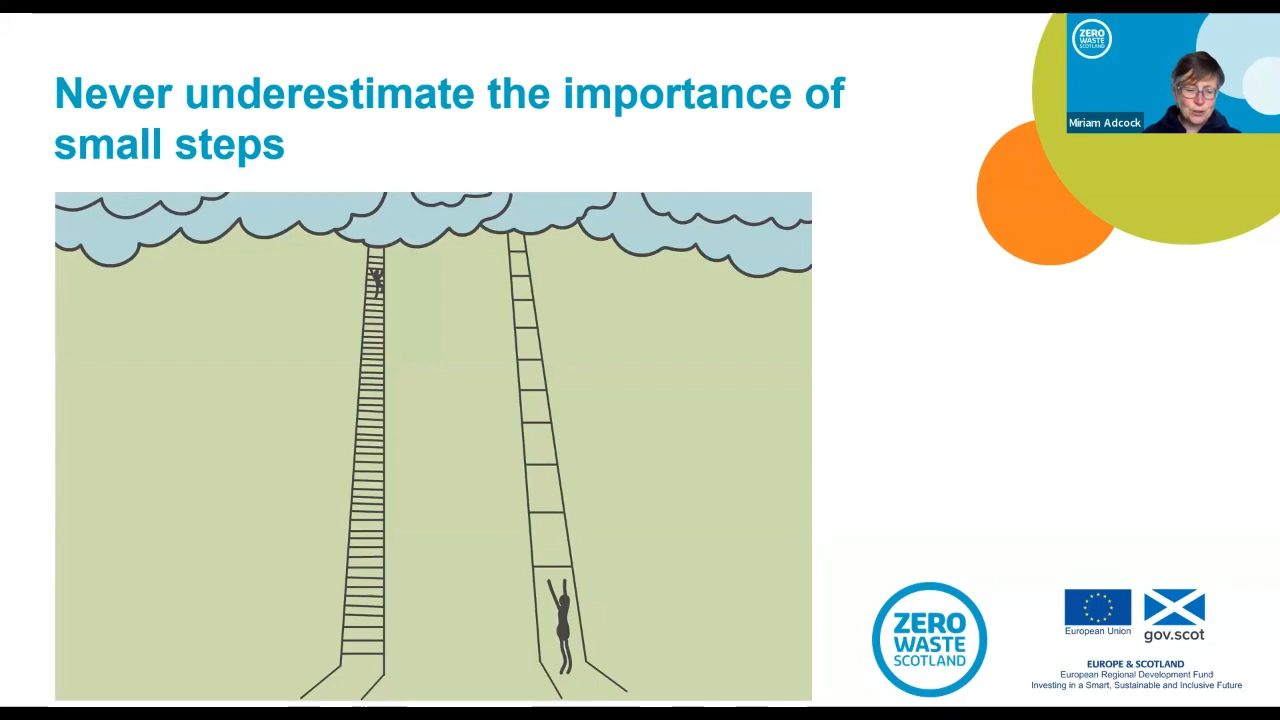 Never underestimate the importance of
small steps
ZERO
WASTE
SCOTLAND
Miriam Adcock
ZERO
WASTE
SCOTLAND
European Union
gov.scot
EUROPE & SCOTLAND
European Regional Development Fund
Investing in a Smart, Sustainable and Inclusive Future